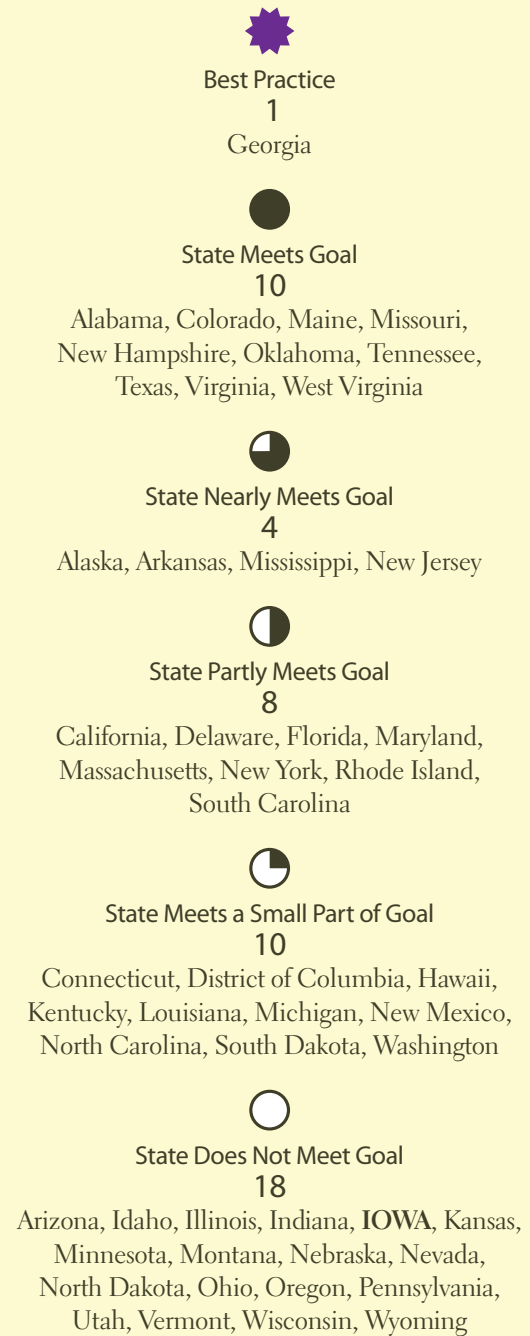 Best Practice
1
Georgia
State Meets Goal
10
Alabama, Colorado, Maine, Missouri,
New Hampshire, Oklahoma, Tennessee,
Texas, Virginia, West Virginia
State Nearly Meets Goal
4
Alaska, Arkansas, Mississippi, New Jersey
State Partly Meets Goal
8
California, Delaware, Florida, Maryland,
Massachusetts, New York, Rhode Island,
South Carolina
State Meets a Small Part of Goal
10
Connecticut, District of Columbia, Hawaii,
Kentucky, Louisiana, Michigan, New Mexico,
North Carolina, South Dakota, Washington
State Does Not Meet Goal
18
Arizona, Idaho, Illinois, Indiana, IOWA, Kansas,
Minnesota, Montana, Nebraska, Nevada,
North Dakota, Ohio, Oregon, Pennsylvania,
Utah, Vermont, Wisconsin, Wyoming